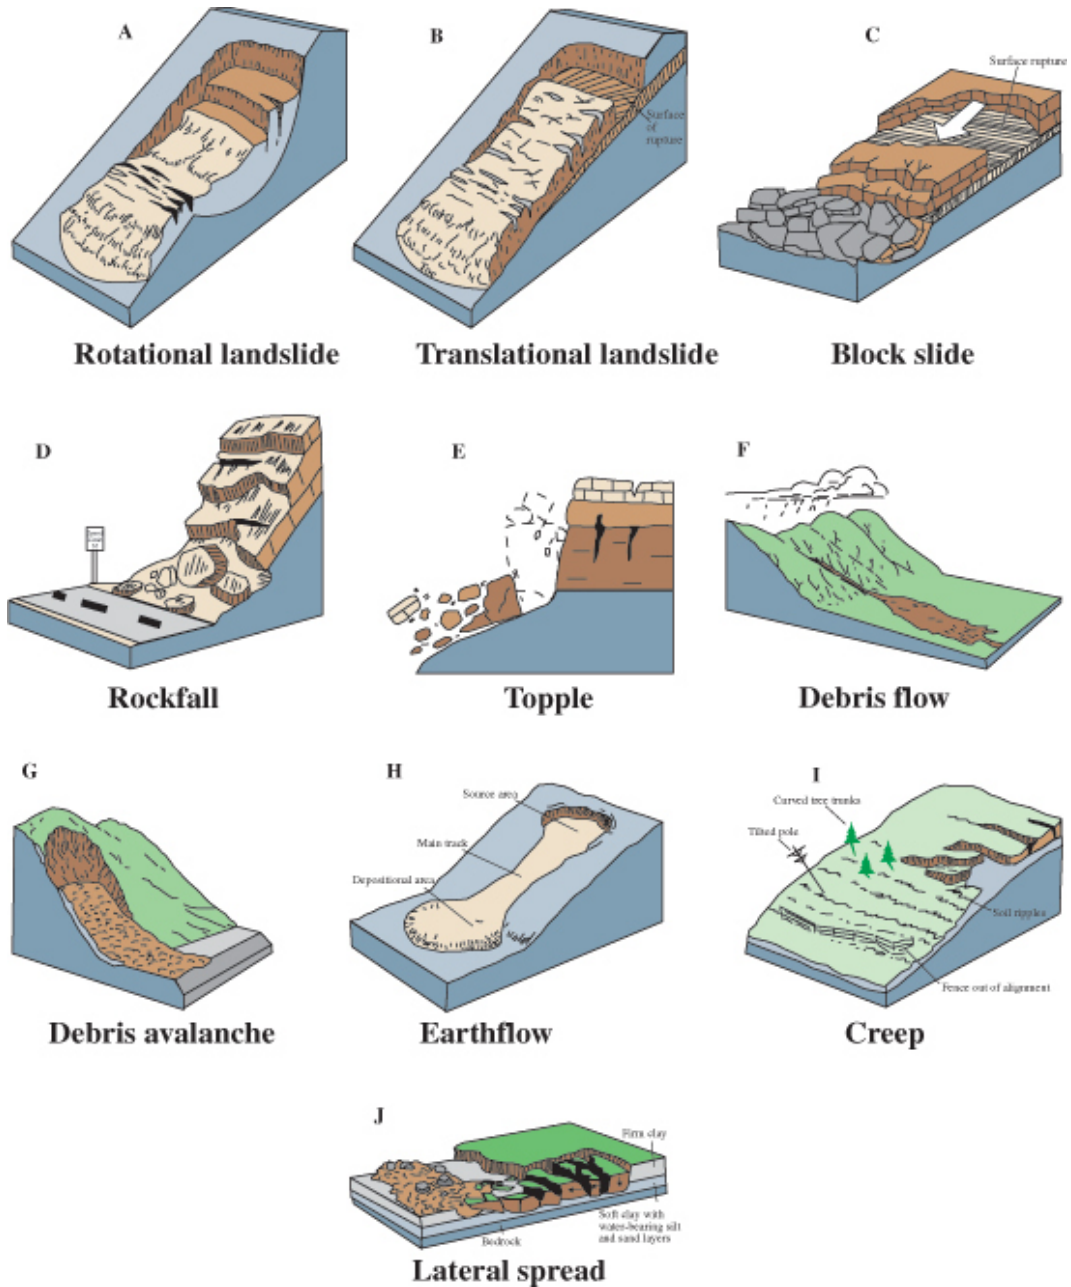 A
B
C
Surface rupture
Surface
of
rupture
Toe
Rotational landslide
Translational landslide
Block slide
D
E
F
Rockfall
Topple
Debris flow
G
H
I
Source area
Curved tree trunks
Tilted pole
Main track
Depositional area
Soil ripples
Fence out of alignment
Debris avalanche
Earthflow
Creep
J
Firm clay
Soft clay with
water-bearing silt
and sand layers
Bedrock
Lateral spread